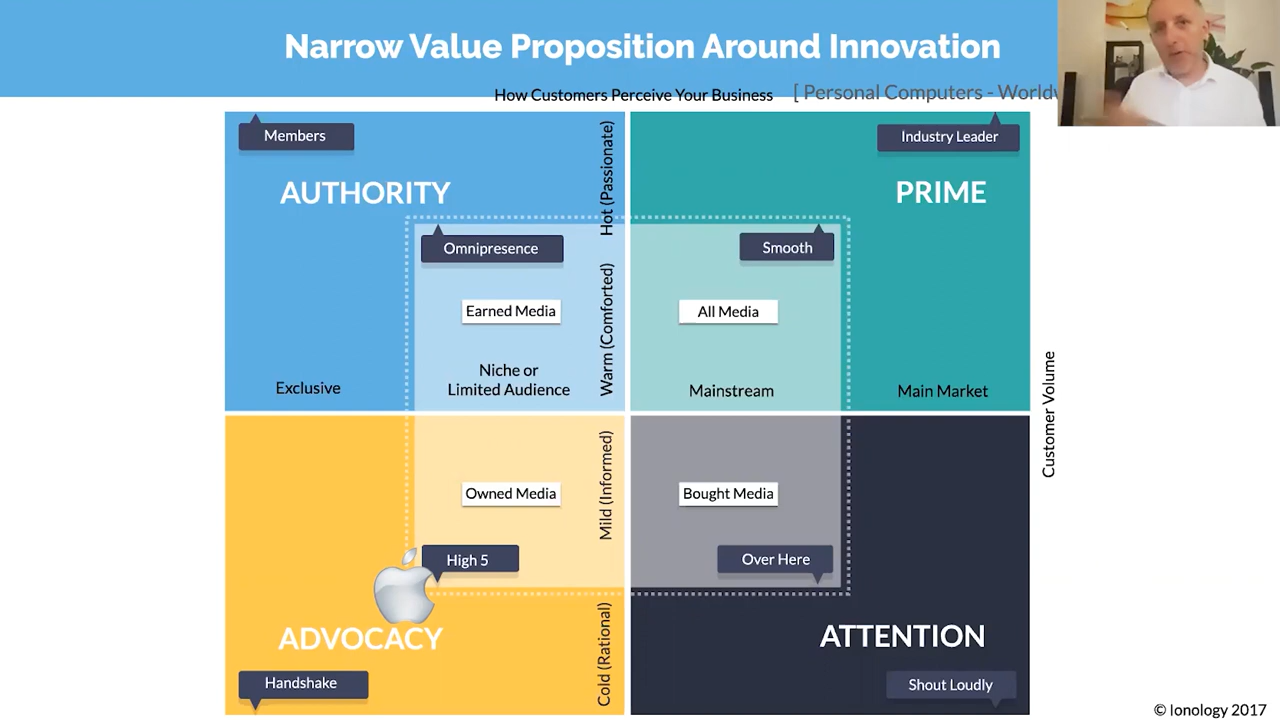 Narrow Value Proposition Around Innovation
How Customers Perceive Your Business
[ Personal Computers -
Members
Industry Leader
AUTHORITY
PRIME
Hot (Passionate)
Omnipresence
Smooth
Earned Media
All Media
Warm (Comforted)
Niche or
Limited Audience
Exclusive
Mainstream
Main Market
Customer Volume
Mild (Informed)
Owned Media
Bought Media
High 5
Over Here
ADVOCACY
ATTENTION
Cold (Rational)
Handshake
Shout Loudly
© Ionology 2017